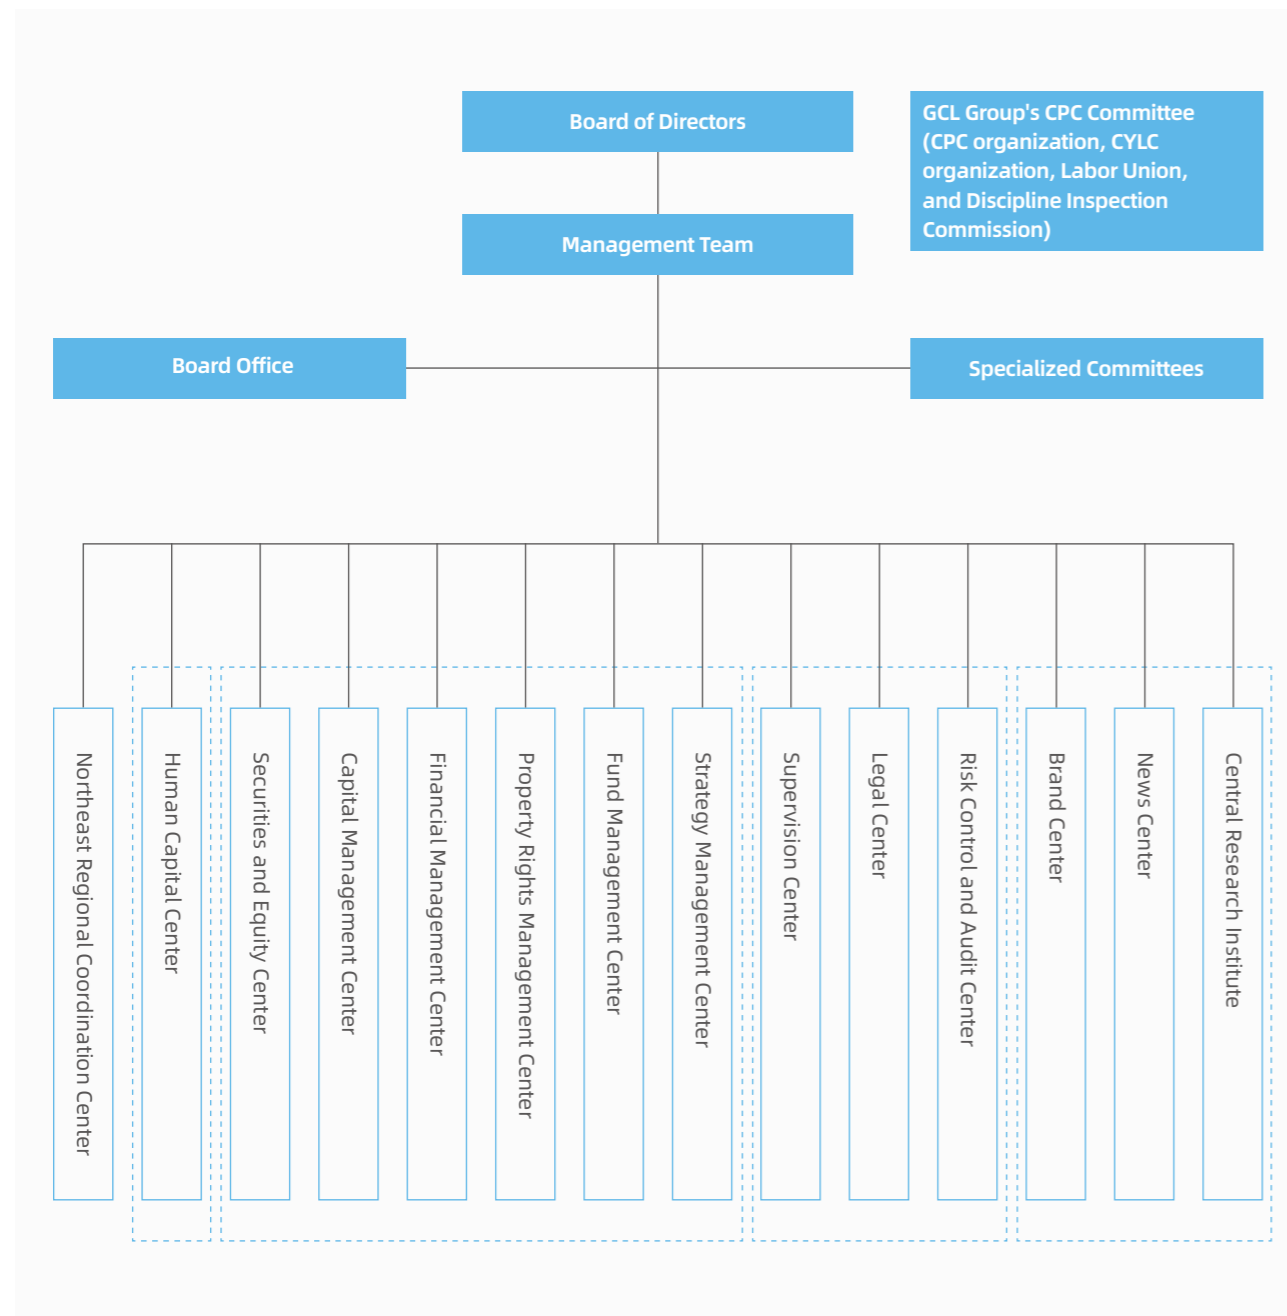 Board of Directors
GCL Group's CPC Committee
(CPC organization, CYLC
organization, Labor Union,
and Discipline Inspection
Commission)
Management Team
Board Office
Specialized Committees
Northeast Regional Coordination Center
Human Capital Center
Securities and Equity Center
Capital Management Center
Financial Management Center
Property Rights Management Center
Fund Management Center
Strategy Management Center
Supervision Center
Legal Center
Risk Control and Audit Center
Brand Center
News Center
Central Research Institute